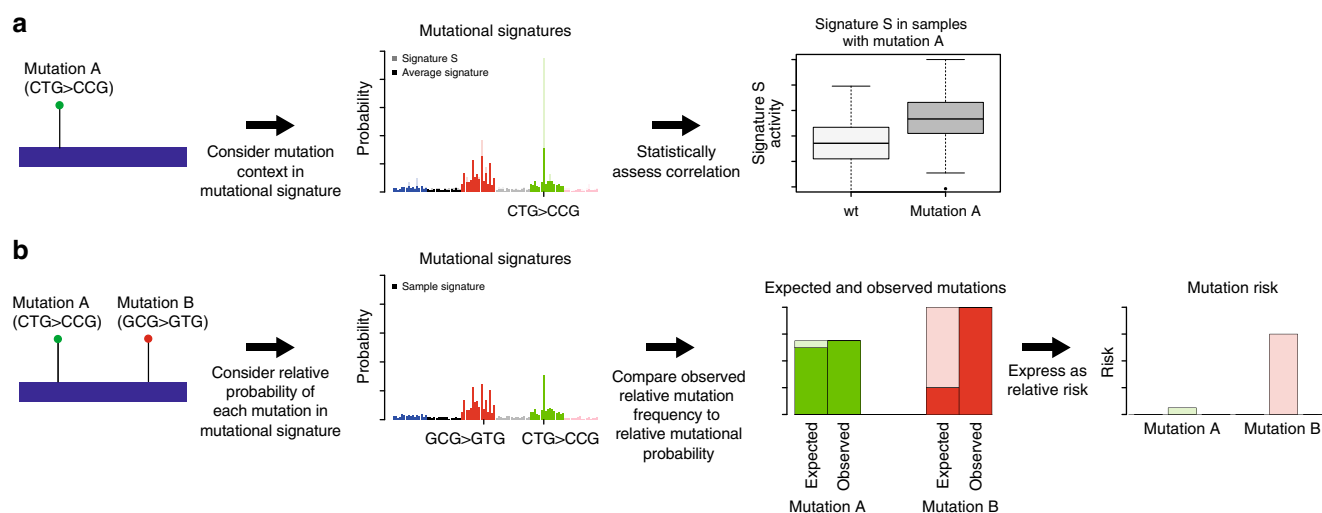 a
Mutation A
(CTG>CCG)
Consider mutation
context in
mutational signature
Mutational signatures
Signature S
Average signature
Probability
CTG>CCG
Statistically
assess correlation
Signature S in samples
with mutation A
Signature S
activity
wt
Mutation A
b
Mutation A
(CTG>CCG)
Mutation B
(GCG>GTG)
Consider relative
probability of
each mutation in
mutational signature
Mutational signatures
Sample signature
Probability
GCG>GTG
CTG>CCG
Compare observed
relative mutation
frequency to
relative mutational
probability
Expected and observed mutations
Expected
Observed
Mutation A
Expected
Observed
Mutation B
Express as
relative risk
Mutation risk
Risk
Mutation A
Mutation B